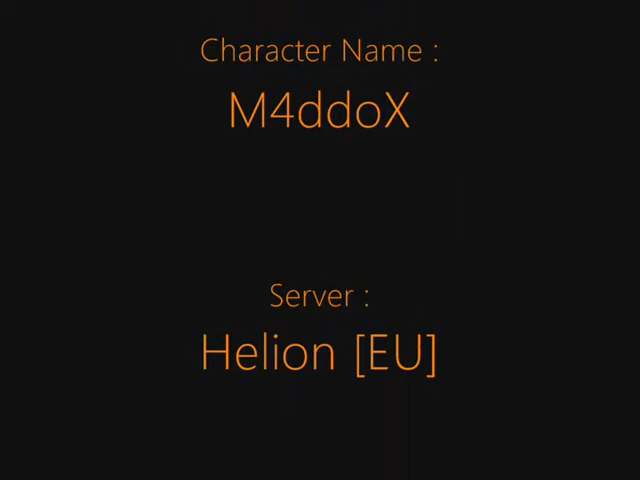 Character Name :
M4ddoX
Server :
Helion [EU]